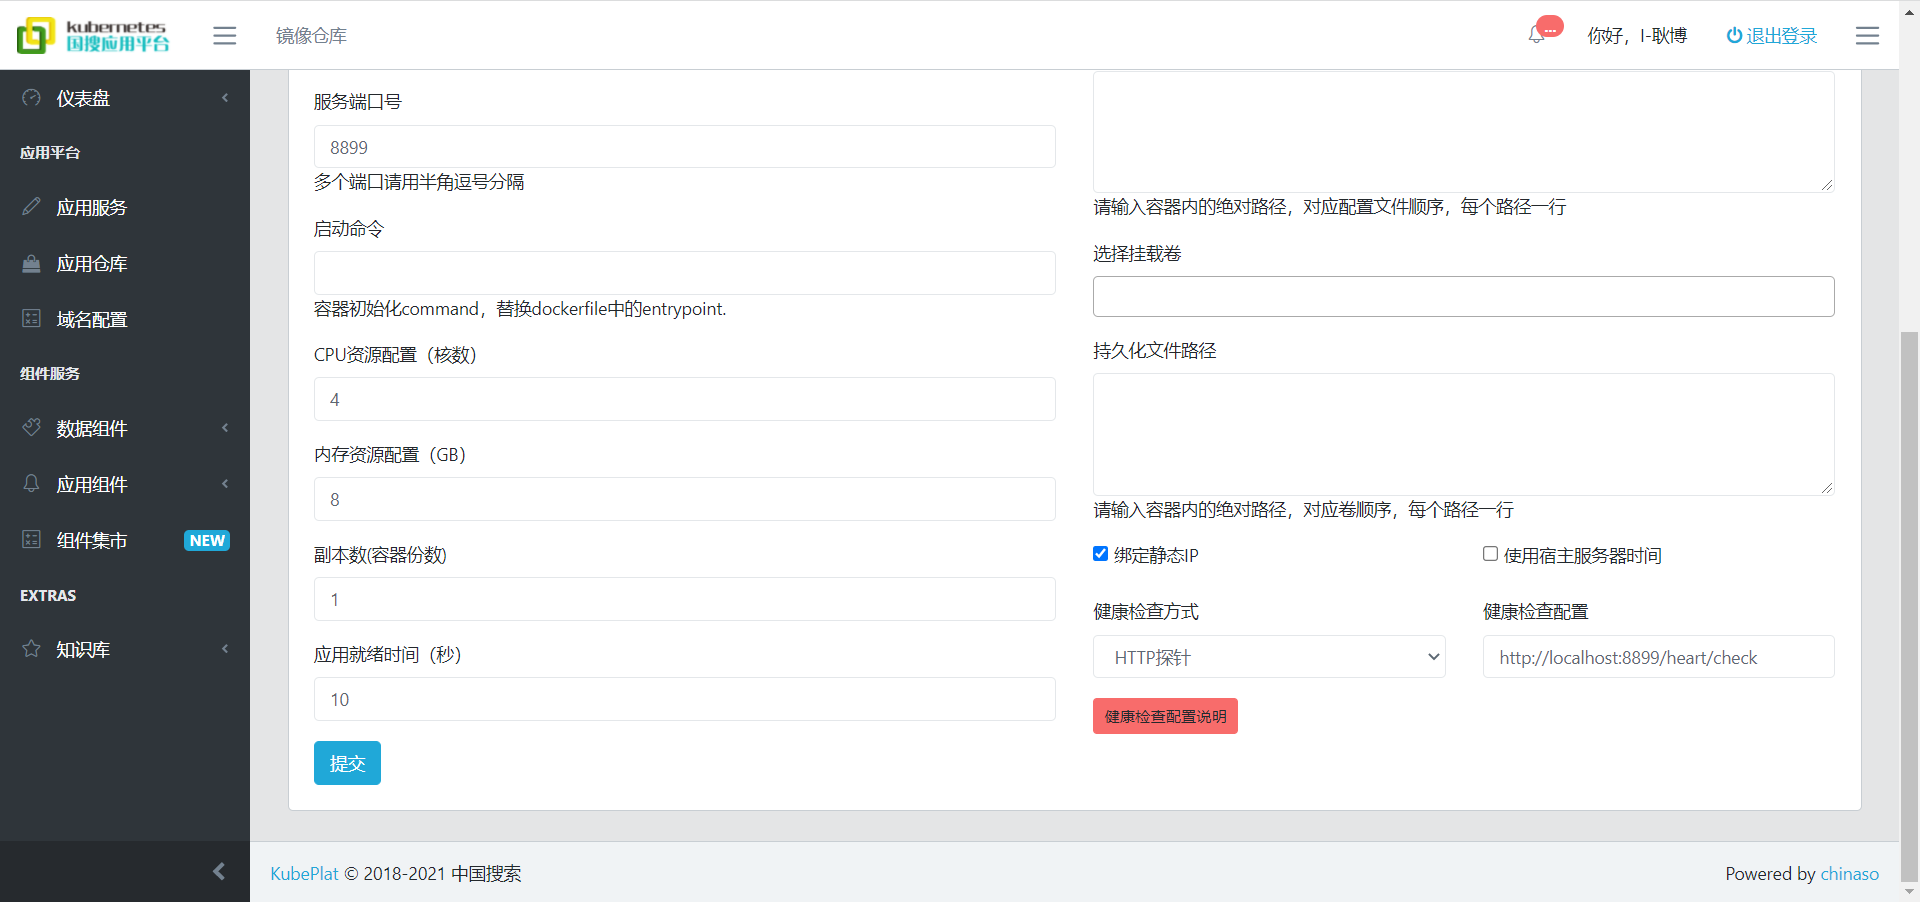 kubernetes
国搜应用平台
镜像仓库
...
你好，I-耿博
退出登录
仪表盘
应用平台
应用服务
应用仓库
域名配置
组件服务
数据组件
应用组件
组件集市
NEW
EXTRAS
知识库
服务端口号
8899
多个端口请用半角逗号分隔
启动命令
容器初始化command，替换dockerfile中的entrypoint.
CPU资源配置（核数）
4
内存资源配置（GB）
8
副本数(容器份数)
1
应用就绪时间（秒）
10
提交
请输入容器内的绝对路径，对应配置文件顺序，每个路径一行
选择挂载卷
持久化文件路径
请输入容器内的绝对路径，对应卷顺序，每个路径一行
绑定静态IP
使用宿主服务器时间
健康检查方式
健康检查配置
HTTP探针
http://localhost:8899/heart/check
健康检查配置说明
KubePlat © 2018-2021 中国搜索
Powered by chinaso